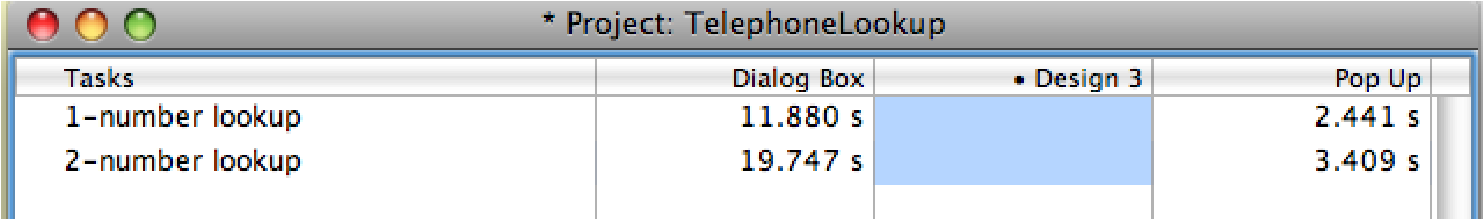 * Project: TelephoneLookup
Tasks Dialog Box • Design 3 Pop Up
1-number lookup 11.880 s 2.441 s
2-number lookup 19.747 s 3.409 s